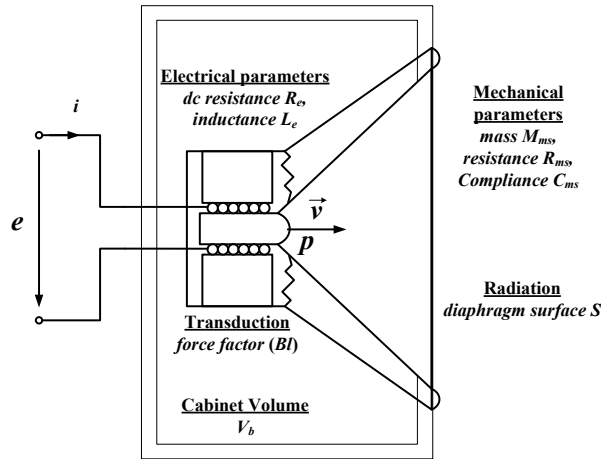 Electrical parameters
dc resistance Re,
inductance Le
i
e
v
p
Mechanical
parameters
mass Mms,
resistance Rms,
Compliance Cms
Radiation
diaphragm surface S
Transduction
force factor (Bl)
Cabinet Volume
Vb